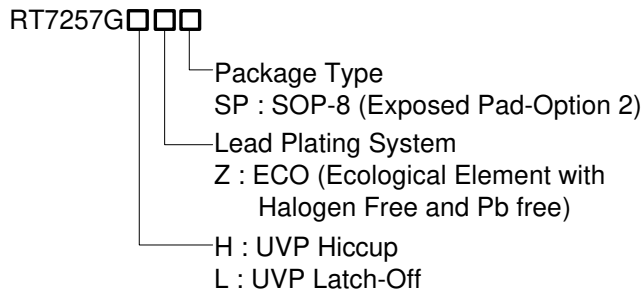 RT7257G□□□
Package Type
SP : SOP-8 (Exposed Pad-Option 2)
Lead Plating System
Z : ECO (Ecological Element with
Halogen Free and Pb free)
H : UVP Hiccup
L : UVP Latch-Off